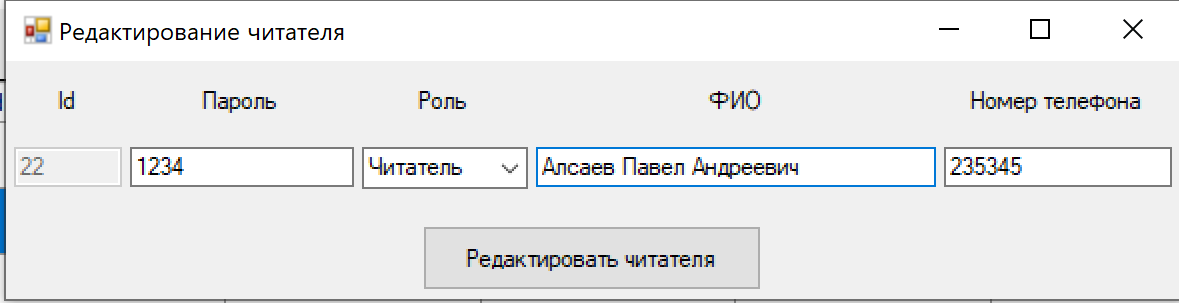 Редактирование читателя
Id Пароль Роль ФИО Номер телефона
22 1234 Читатель Алсаев Павел Андреевич 235345
Редактировать читателя